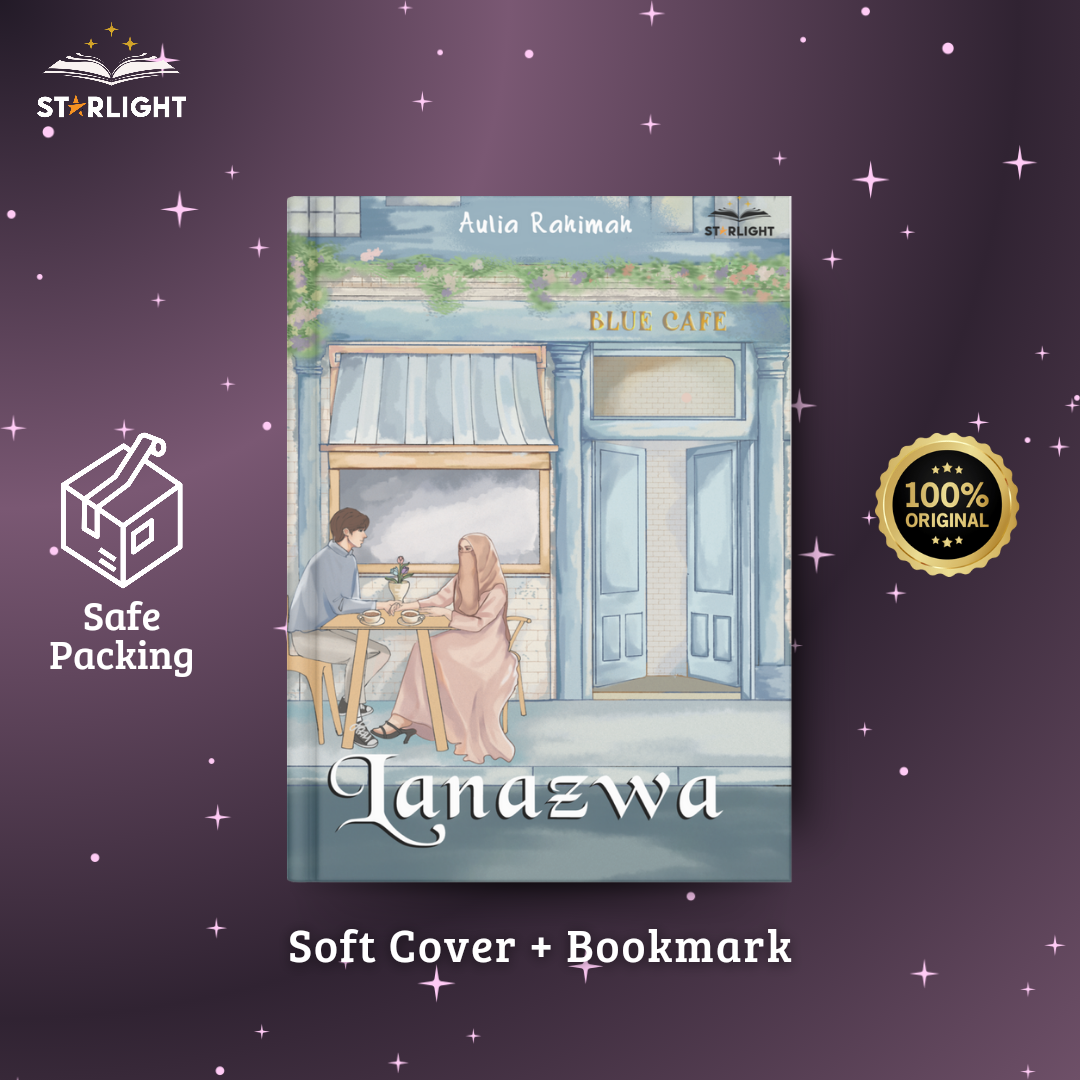 STARLIGHT
Aulia Rahimah
STARLIGHT
BLUE CAFE
Safe
Packing
100%
ORIGINAL
Lanazwa
Soft Cover + Bookmark